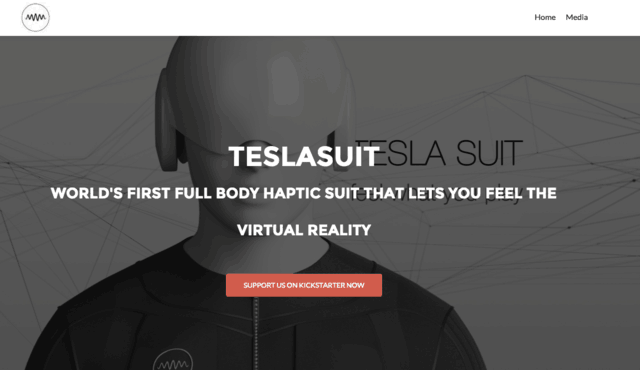 Home Media
TESLA SUIT
TESLASUIT
WORLD'S FIRST FULL BODY HAPTIC SUIT THAT LETS YOU FEEL THE
VIRTUAL REALITY
SUPPORT US ON KICKSTARTER NOW